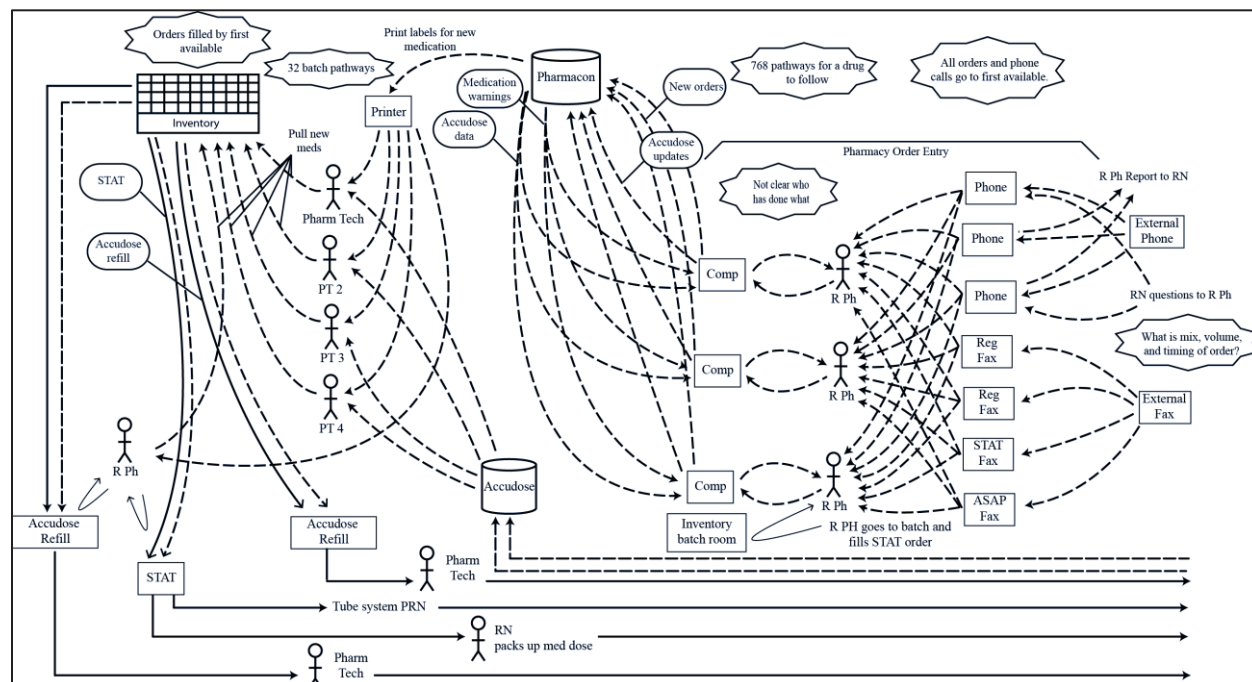 Orders filled by first
available
32 batch pathways
Print labels for new
medication
Pharmacon
768 pathways for a drug
to follow
All orders and phone
calls go to first available.
Inventory
Printer
Medication
warnings
New orders
Accudose
data
Accudose
updates
Pharmacy Order Entry
Pull new
meds
STAT
Pharm Tech
Not clear who
has done what
Phone
R Ph Report to RN
External
Phone
Phone
Accudose
refill
PT 2
Comp
R Ph
Phone
RN questions to R Ph
PT 3
Reg
Fax
What is mix, volume,
and timing of order?
Comp
R Ph
PT 4
Reg
Fax
External
Fax
R Ph
STAT
Fax
Accudose
Comp
R Ph
ASAP
Fax
Accudose
Refill
Accudose
Refill
Inventory
batch room
R PH goes to batch and
fills STAT order
STAT
Pharm
Tech
Tube system PRN
RN
packs up med dose
Pharm
Tech